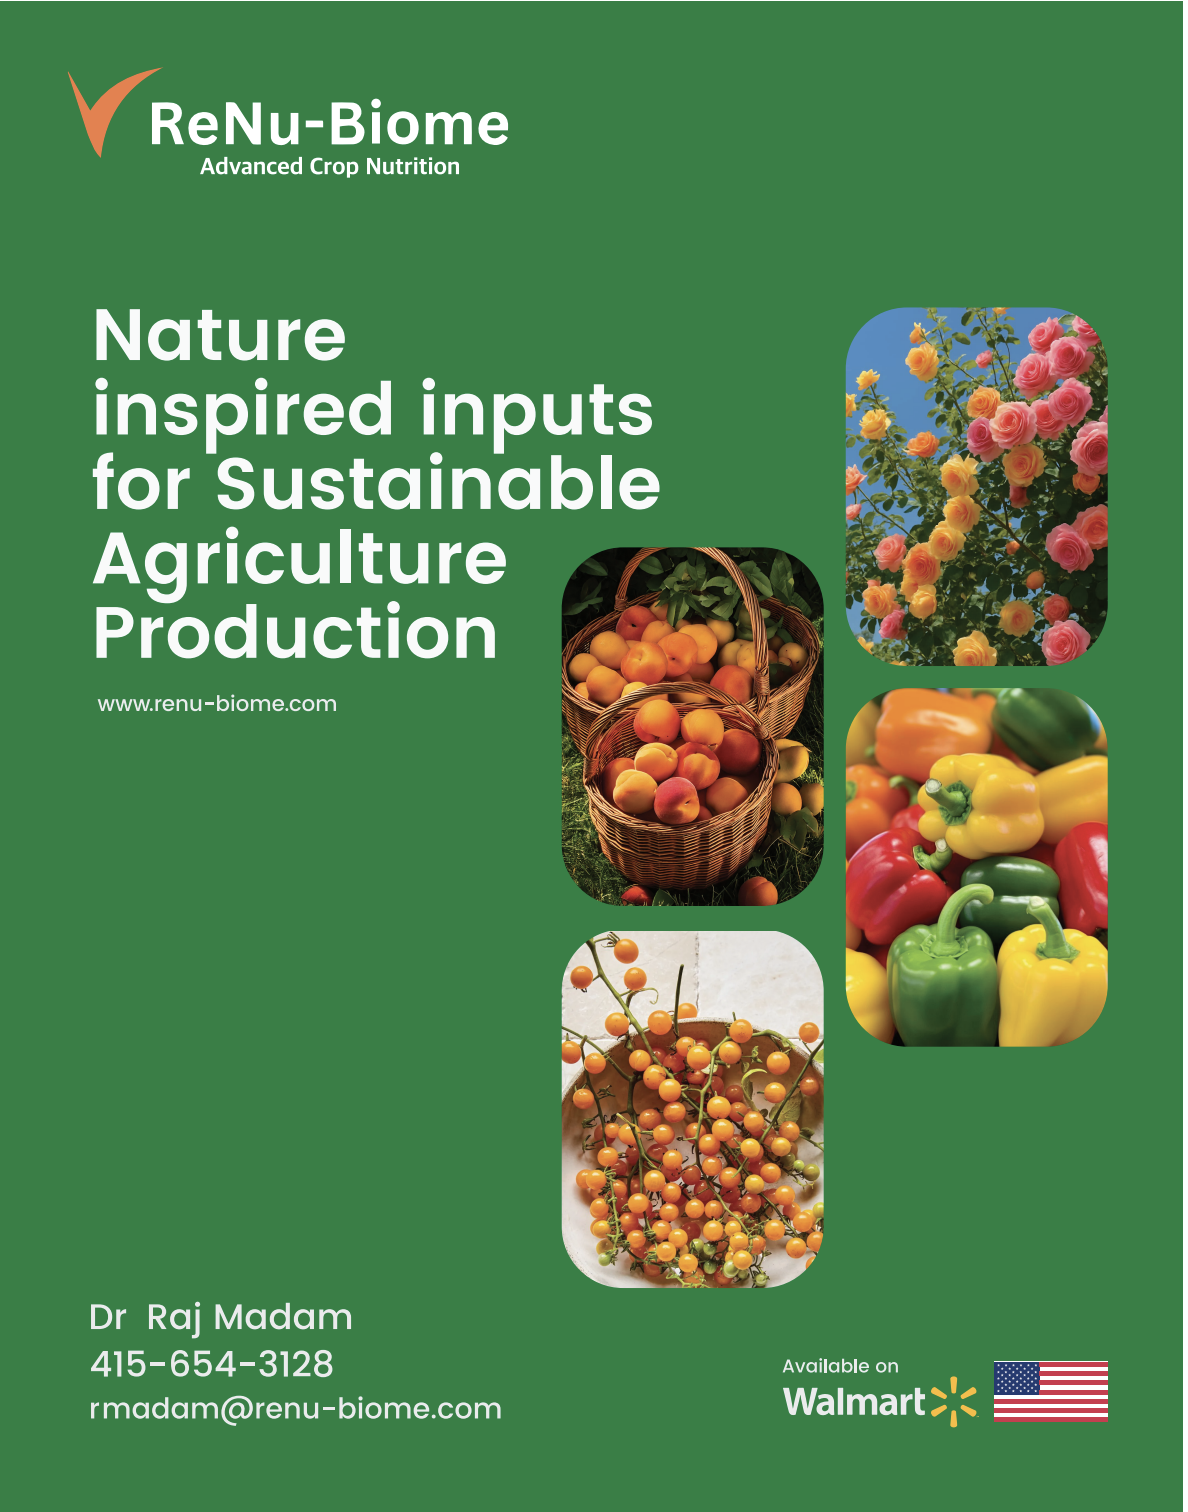 ReNu-Biome
Advanced Crop Nutrition
Nature
inspired inputs
for Sustainable
Agriculture
Production
www.renu-biome.com
Dr Raj Madam
415-654-3128
rmadam@renu-biome.com
Available on
Walmart